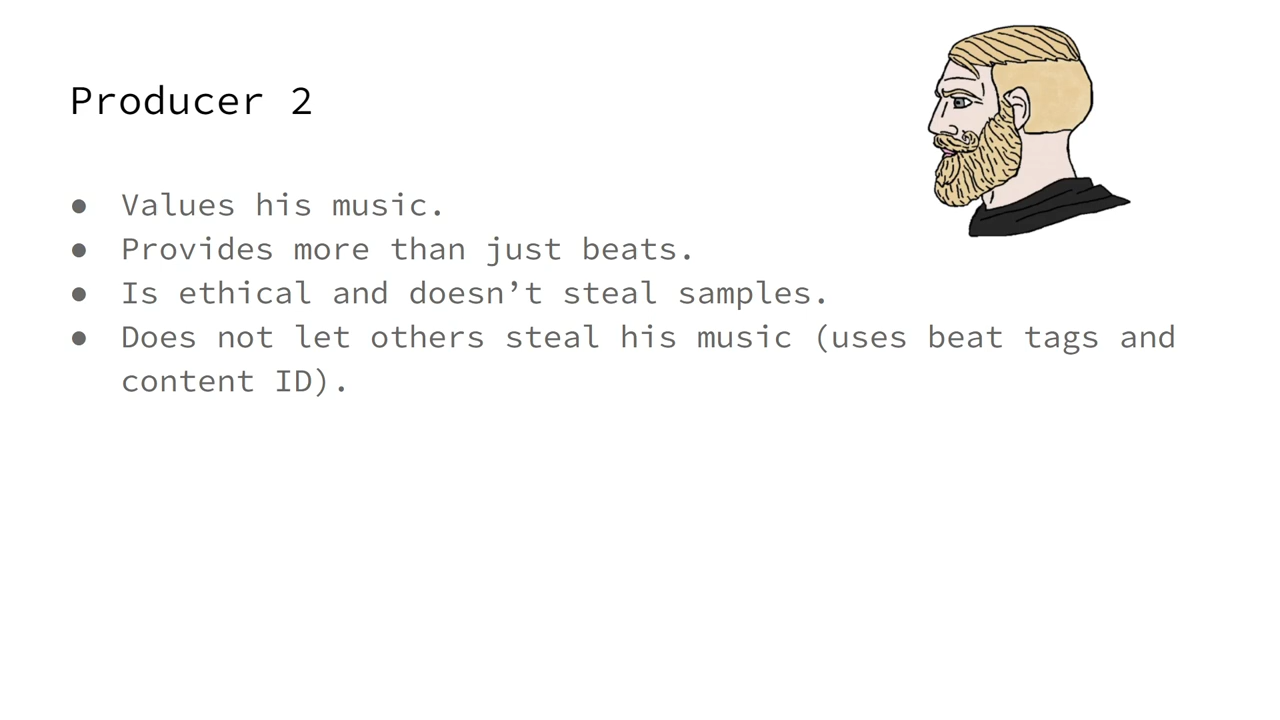 Producer 2
● Values his music.
● Provides more than just beats.
● Is ethical and doesn’t steal samples.
● Does not let others steal his music (uses beat tags and
content ID).